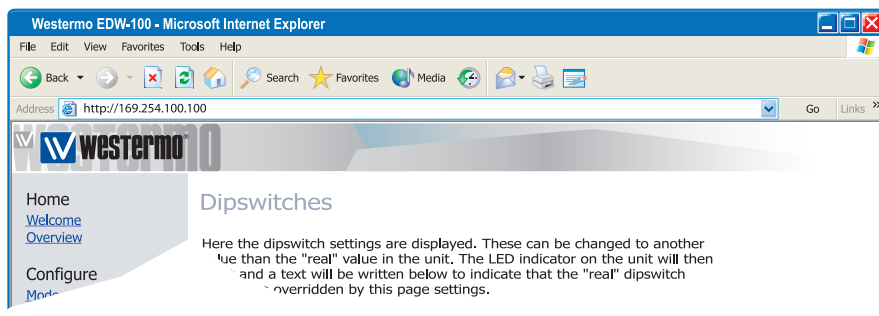 Westermo EDW-100 - Microsoft Internet Explorer
File Edit View Favorites Tools Help
Back Search Favorites Media
Address http://169.254.100.100 Go Links »
westermo
Home
Welcome
Overview
Configure
Dipswitches
Here the dipswitch settings are displayed. These can be changed to another
than the "real" value in the unit. The LED indicator on the unit will then
and a text will be written below to indicate that the "real" dipswitch
overridden by this page settings.